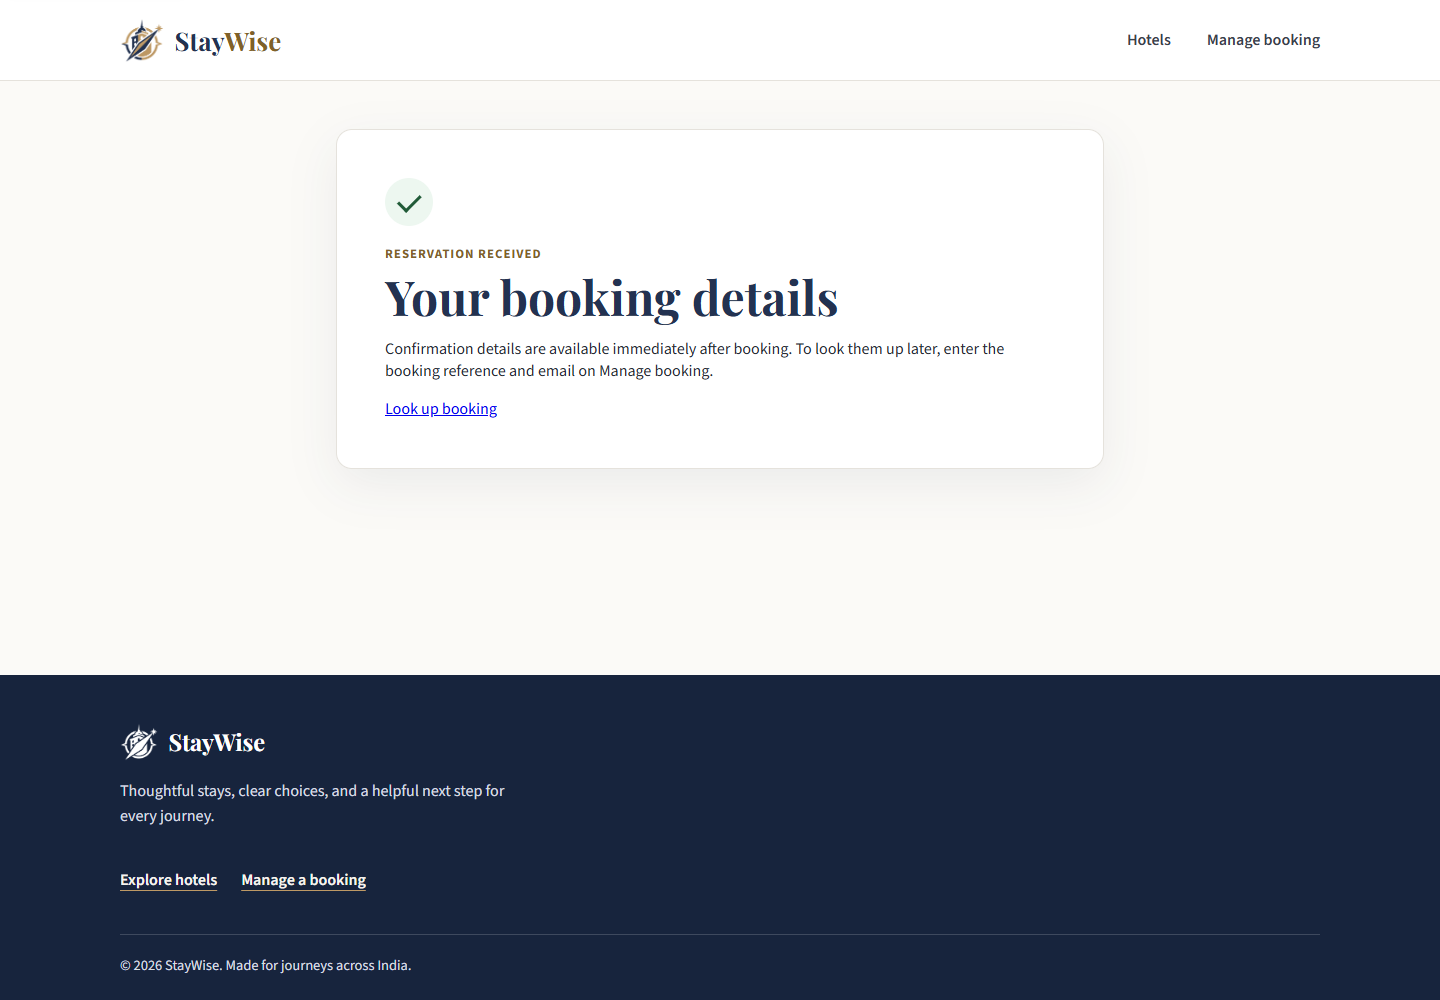 StayWise
Hotels
Manage booking
RESERVATION RECEIVED
Your booking details
Confirmation details are available immediately after booking. To look them up later, enter the
booking reference and email on Manage booking.
Look up booking
StayWise
Thoughtful stays, clear choices, and a helpful next step for
every journey.
Explore hotels
Manage a booking
© 2026 StayWise. Made for journeys across India.